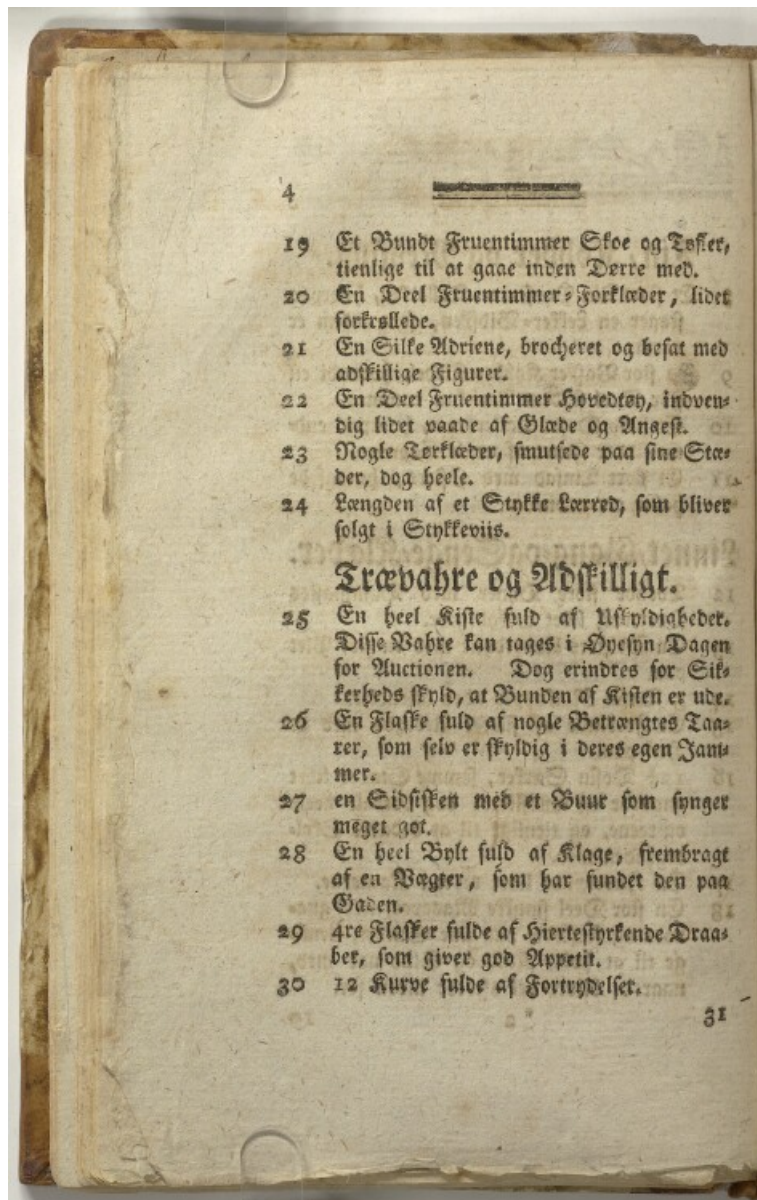 4
19 Et Bundt Fruentimmer Skoe og Tøfler,
tienlige til at gaae inden Dørre med.
20 En Deel Fruentimmer-Forklæder, lidet
forkrøllede.
21 En Silke Adriene, brocheret og besat med
adskillige Figurer.
22 En Deel Fruentimmer Hovedtøy, indven-
dig lidet vaade af Glæde og Angest.
23 Nogle Tørklæder, smutsede paa sine Stæ-
der, dog heele.
24 Længden af et Stykke Lærred, som bliver
solgt i Stykkeviis.
Trævahre og Adskilligt.
25 En heel Kiste fuld af Uskyldigheder.
Disse Vahre kan tages i Øyesyn Dagen
for Auctionen. Dog erindres for Sik-
kerheds skyld, at Bunden af Kisten er ude.
26 En Flaske fuld af nogle Betrængtes Taa-
rer, som selv er skyldig i deres egen Jam-
mer.
27 en Sidsisken med et Buur som synger
meget got.
28 En heel Bylt fuld af Klage, frembragt
af en Vægter, som har fundet den paa
Gaden.
29 4re Flasker fulde af Hiertestyrkende Draa-
ber, som giver god Appetit.
30 12 Kurve fulde af Fortrydelser.
31